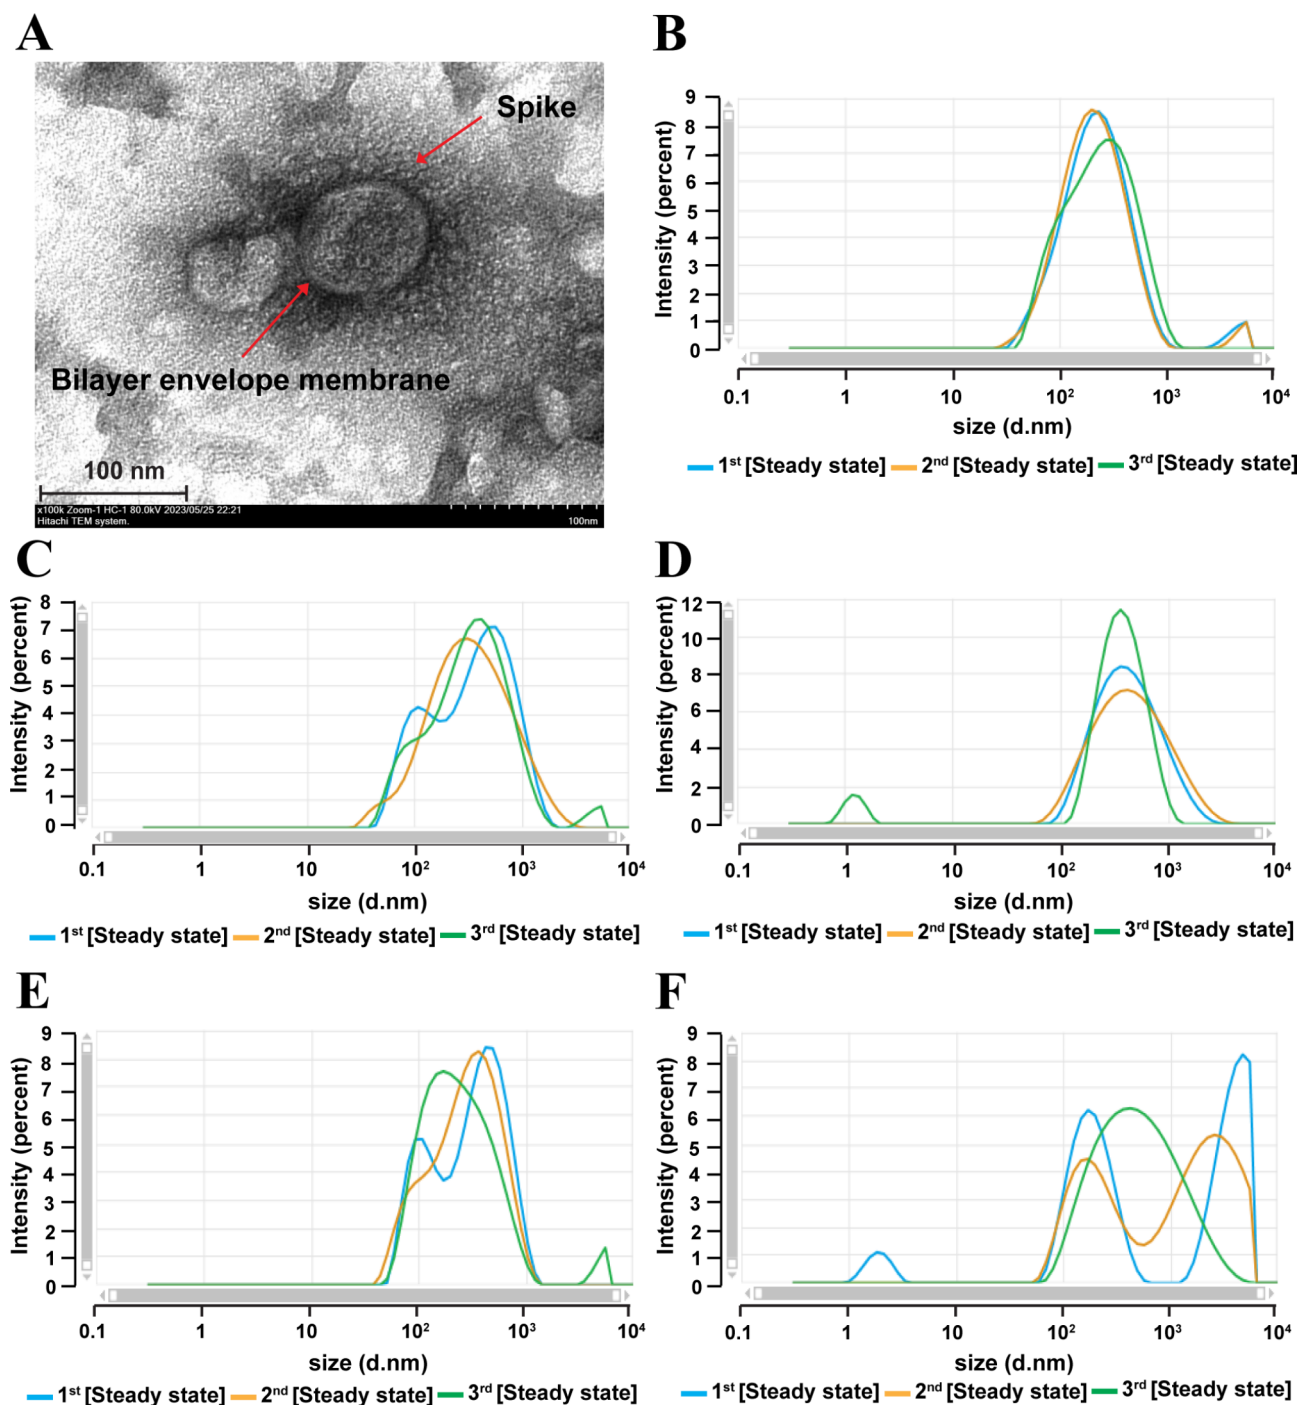 A
Spike
Bilayer envelope membrane
100 nm
x100k Zoom-1 HC-1 80.0kV 2023/05/25 22:21
Hitachi TEM system.
100nm
B
Intensity (percent)
9
8
7
6
5
4
3
2
1
0
0.1 1 10 10² 10³ 10⁴
size (d.nm)
1st [Steady state] 2nd [Steady state] 3rd [Steady state]
C
Intensity (percent)
8
7
6
5
4
3
2
1
0
0.1 1 10 10² 10³ 10⁴
size (d.nm)
1st [Steady state] 2nd [Steady state] 3rd [Steady state]
D
Intensity (percent)
12
10
8
6
4
2
0
0.1 1 10 10² 10³ 10⁴
size (d.nm)
1st [Steady state] 2nd [Steady state] 3rd [Steady state]
E
Intensity (percent)
9
8
7
6
5
4
3
2
1
0
0.1 1 10 10² 10³ 10⁴
size (d.nm)
1st [Steady state] 2nd [Steady state] 3rd [Steady state]
F
Intensity (percent)
9
8
7
6
5
4
3
2
1
0
0.1 1 10 10² 10³ 10⁴
size (d.nm)
1st [Steady state] 2nd [Steady state] 3rd [Steady state]